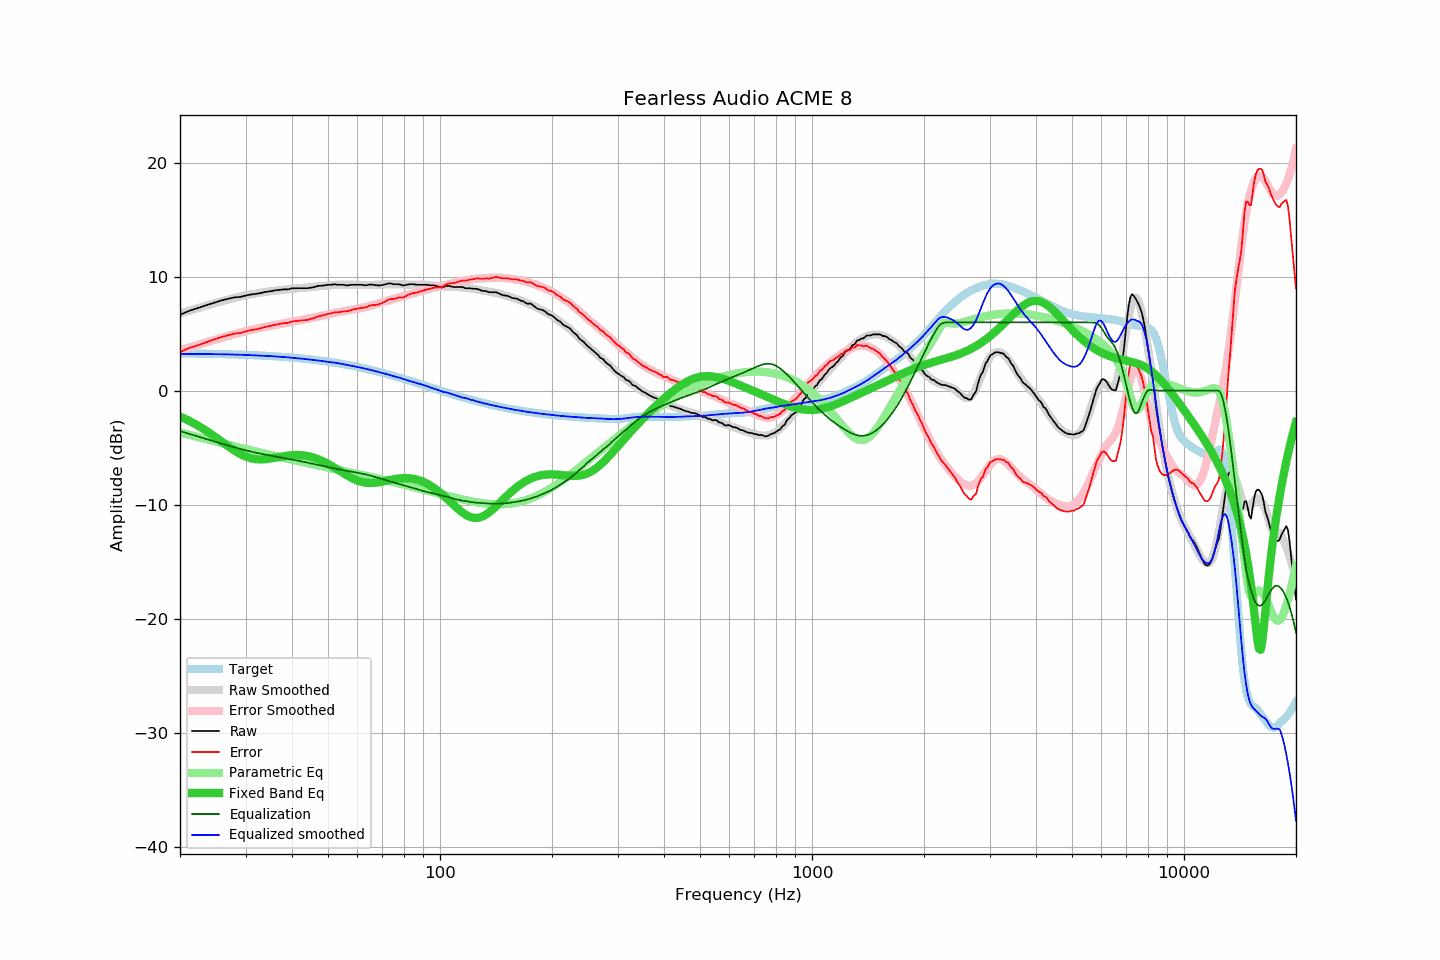 Fearless Audio ACME 8
Amplitude (dBr)
20
10
0
−10
−20
−30
−40
Target
Raw Smoothed
Error Smoothed
Raw
Error
Parametric Eq
Fixed Band Eq
Equalization
Equalized smoothed
100
1000
10000
Frequency (Hz)